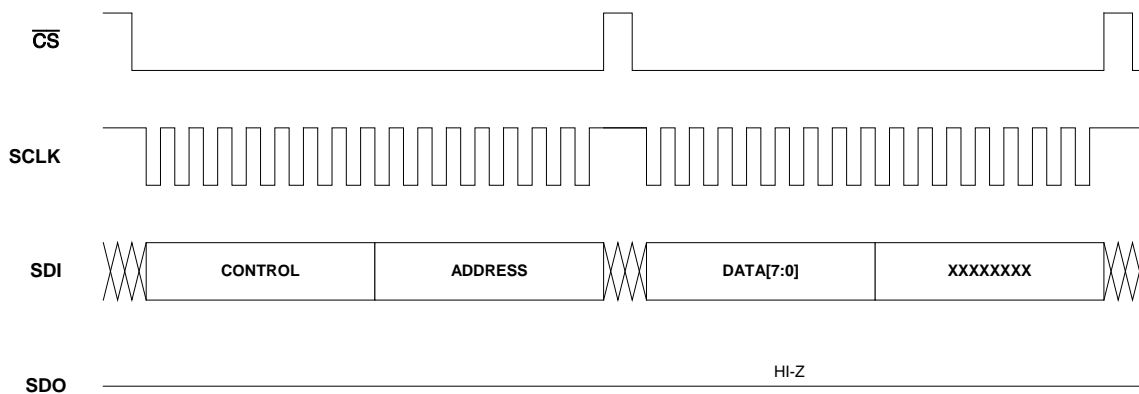 CS
SCLK
SDI CONTROL ADDRESS DATA[7:0] XXXXXXXX
HI-Z
SDO